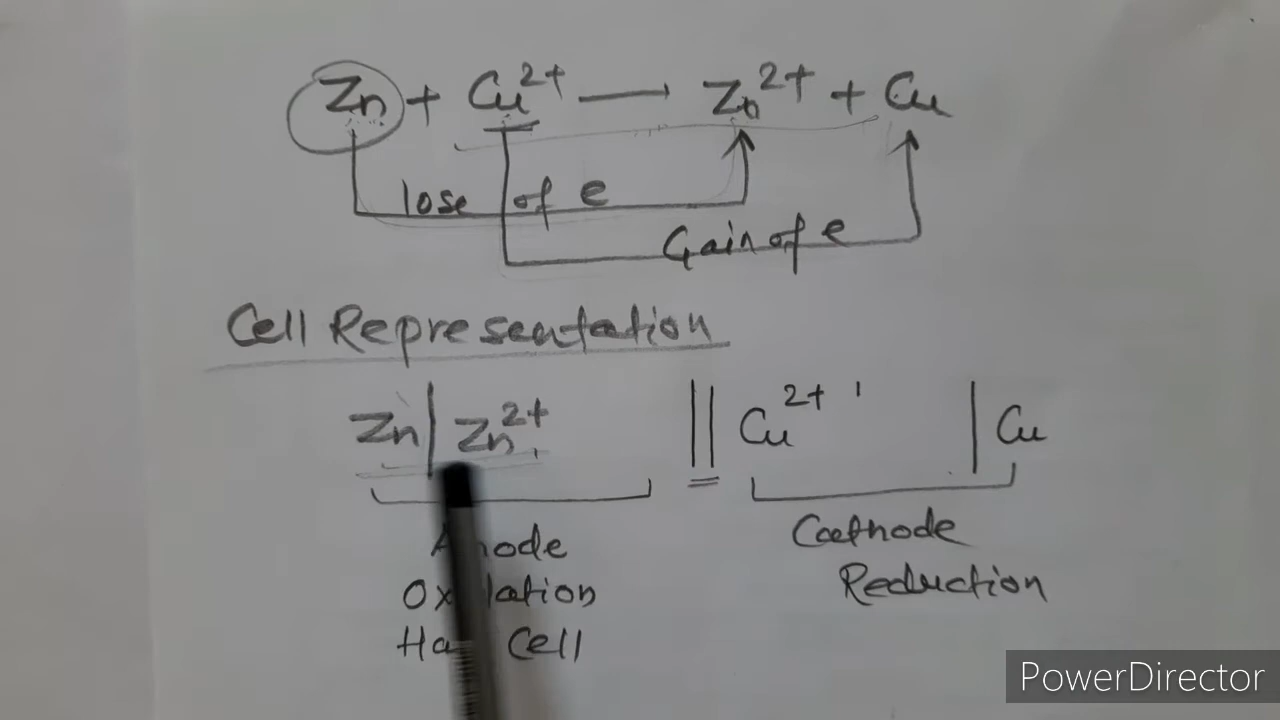 Zn + Cu²⁺ → Zn²⁺ + Cu
lose of e
Gain of e
Cell Representation
Zn | Zn²⁺ || Cu²⁺ | Cu
Cathode
Reduction
Cell
PowerDirector